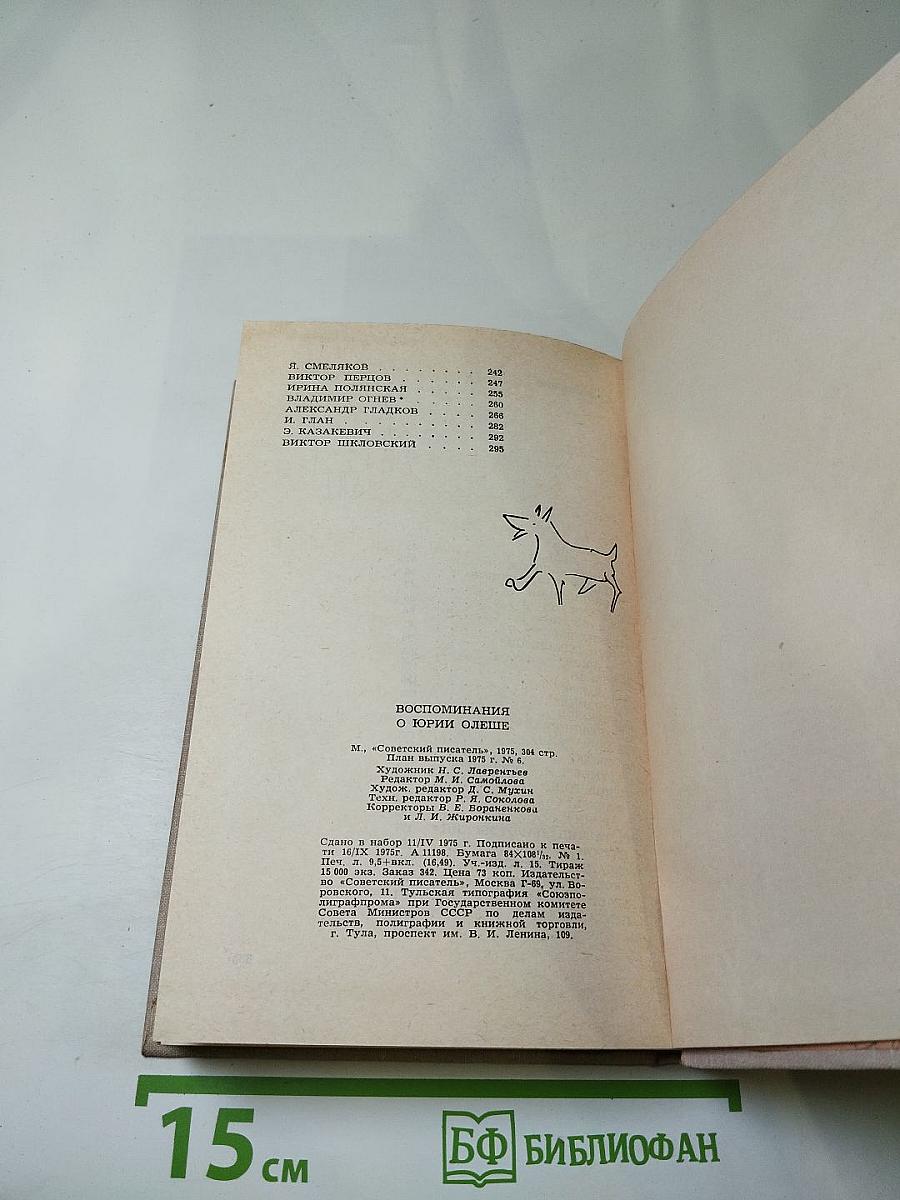 Я. СМЕЛЯКОВ . . . . . . . . 242
ВИКТОР ПЕРЦОВ . . . . . . . 247
ИРИНА ПОЛЯНСКАЯ . . . . . 255
ВЛАДИМИР ОГНЕВ* . . . . . 260
АЛЕКСАНДР ГЛАДКОВ . . . . 266
И. ГЛАН . . . . . . . . . . 282
Э. КАЗАКЕВИЧ . . . . . . . 292
ВИКТОР ШКЛОВСКИЙ . . . . 295
ВОСПОМИНАНИЯ
О ЮРИИ ОЛЕШЕ
М., «Советский писатель», 1975, 304 стр.
План выпуска 1975 г. № 6.
Художник Н. С. Лаврентьев
Редактор М. И. Самойлова
Худож. редактор Д. С. Мухин
Техн. редактор Р. Я. Соколова
Корректоры В. Е. Бораненкова
и Л. И. Жиронкина
Сдано в набор 11/IV 1975 г. Подписано к печа-
ти 16/IX 1975г. А 11198. Бумага 84×108¹/₃₂. № 1.
Печ. л. 9,5+вкл. (16,49). Уч.-изд. л. 15. Тираж
15 000 экз. Заказ 342. Цена 73 коп. Издательст-
во «Советский писатель», Москва Г-69, ул. Во-
ровского, 11. Тульская типография «Союзпо-
лиграфпрома» при Государственном комитете
Совета Министров СССР по делам изда-
тельств, полиграфии и книжной торговли,
г. Тула, проспект им. В. И. Ленина, 109.
15 см
БФ БИБЛИОФАН